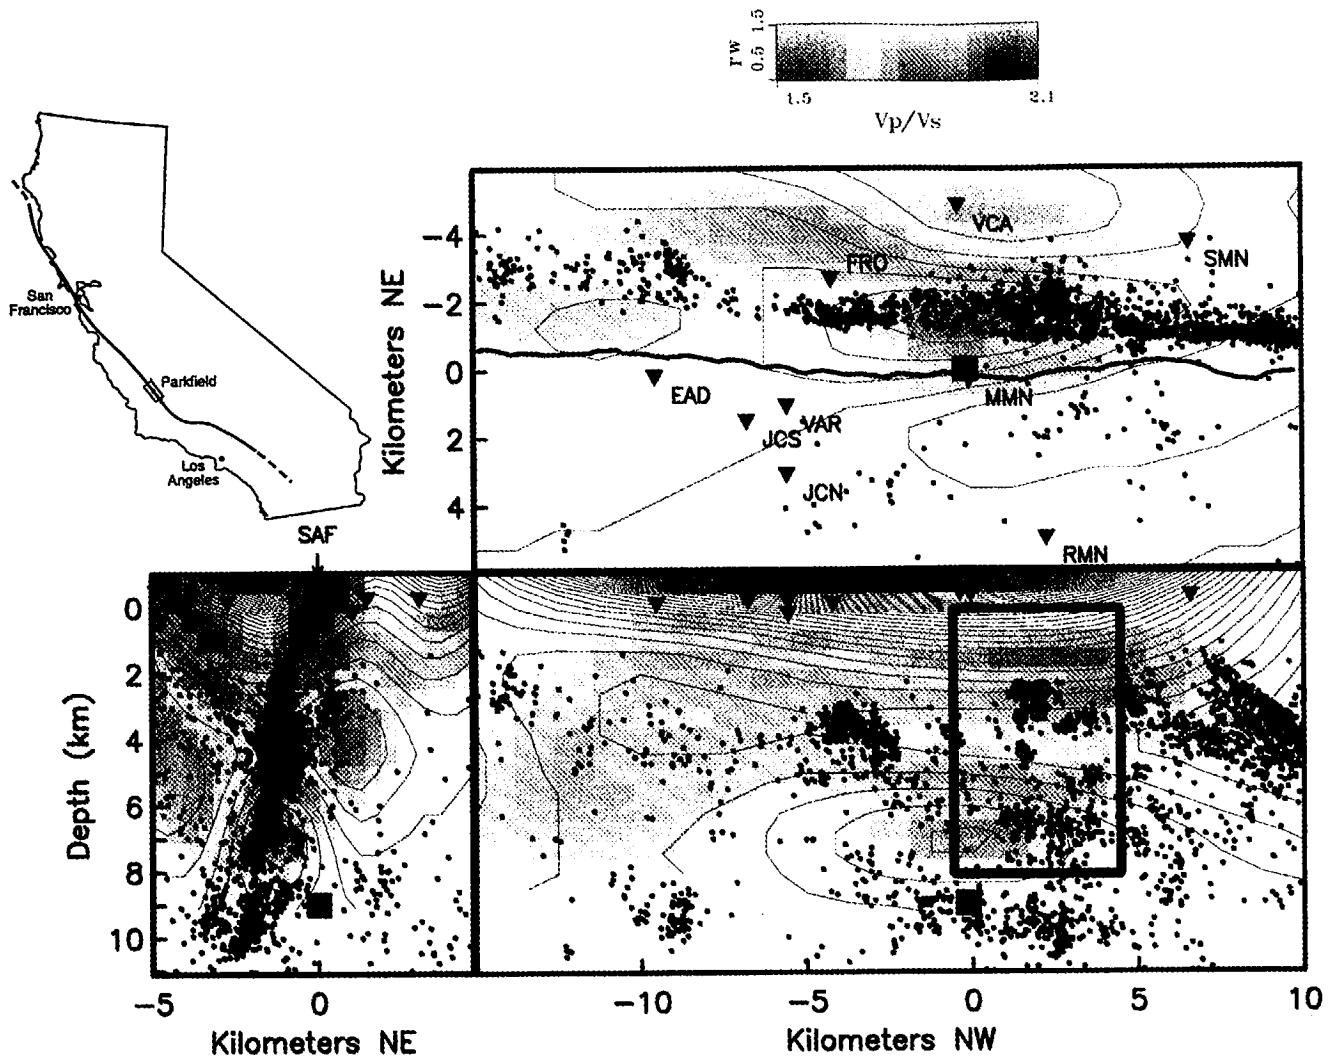 rw
0.5 1.5
1.5 2.1
Vp/Vs
San
Francisco
Parkfield
Los
Angeles
SAF
Kilometers NE
-4
-2
0
2
4
VCA
SMN
FRO
EAD
MMN
VAR
JCS
JCN
RMN
Depth (km)
0
2
4
6
8
10
-5 0
Kilometers NE
-10 -5 0 5 10
Kilometers NW